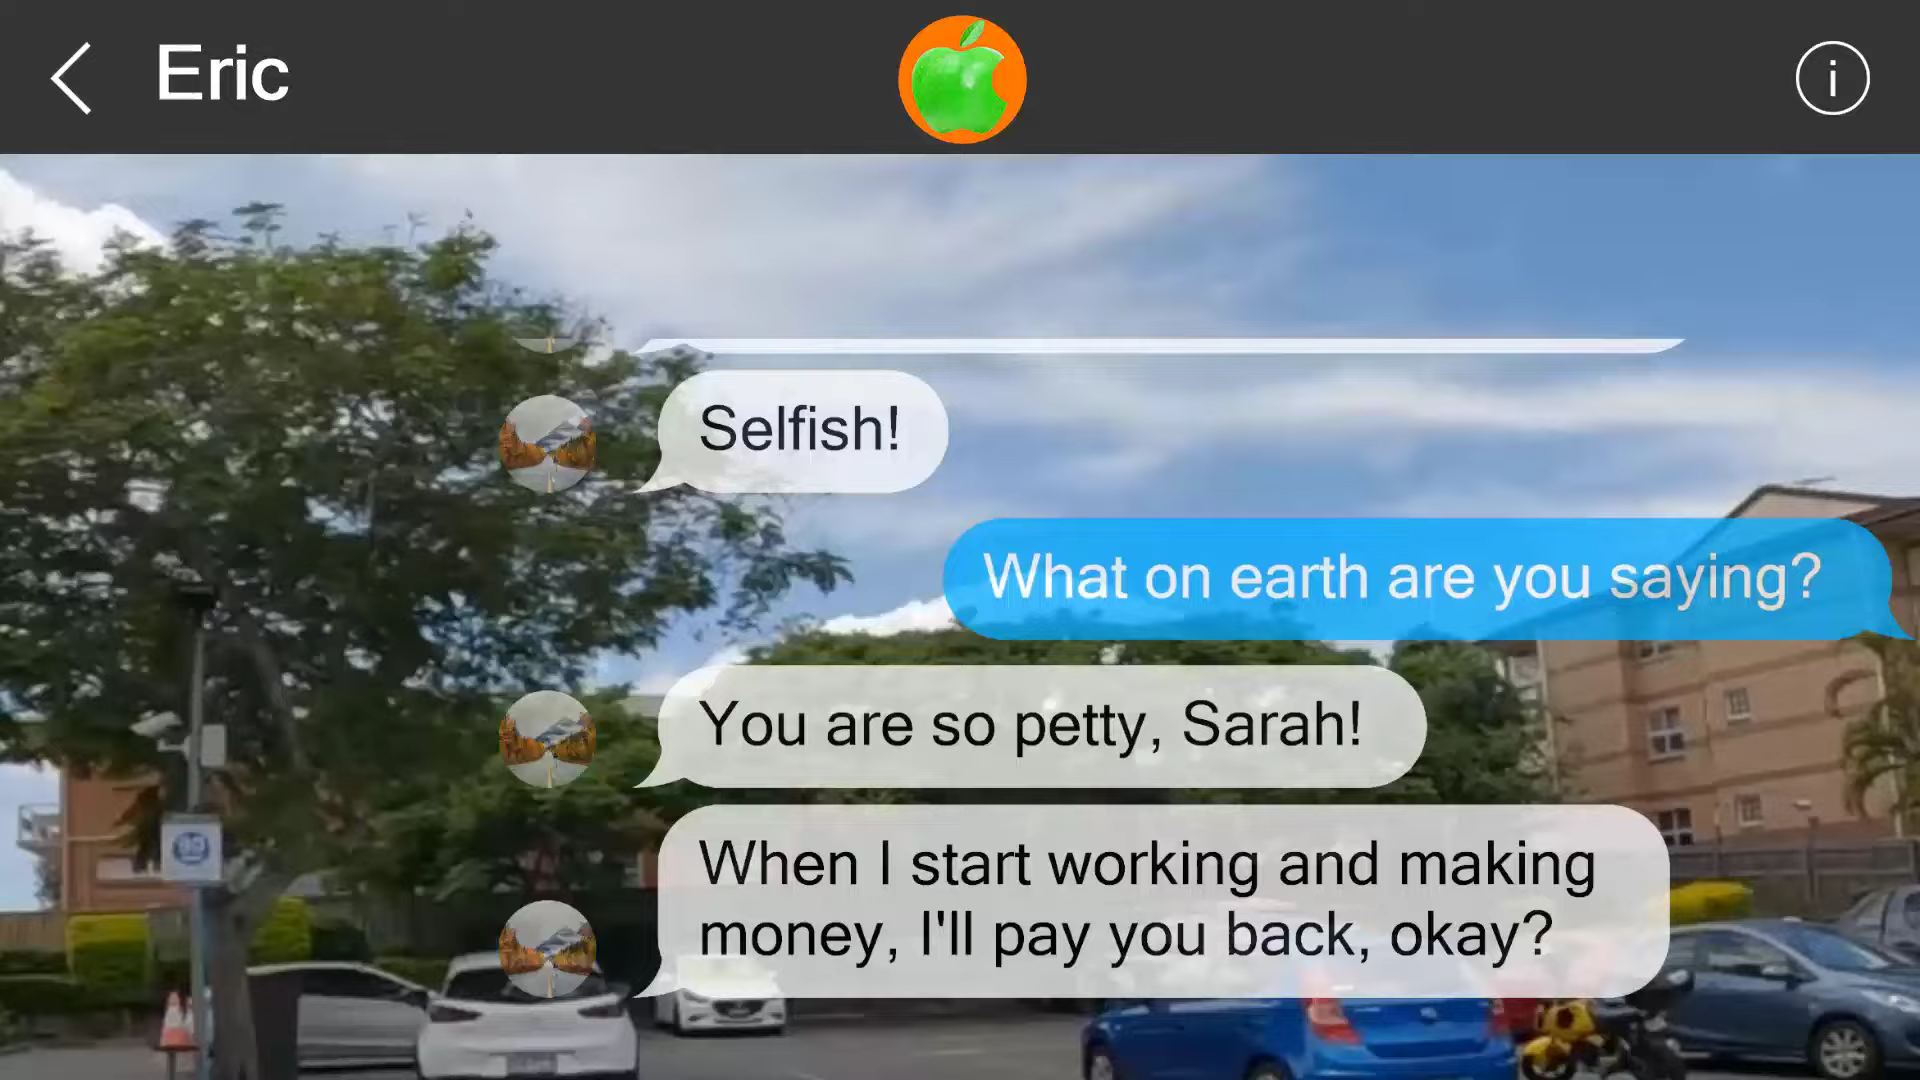 Eric
i
Selfish!
What on earth are you saying?
You are so petty, Sarah!
When I start working and making
money, I'll pay you back, okay?